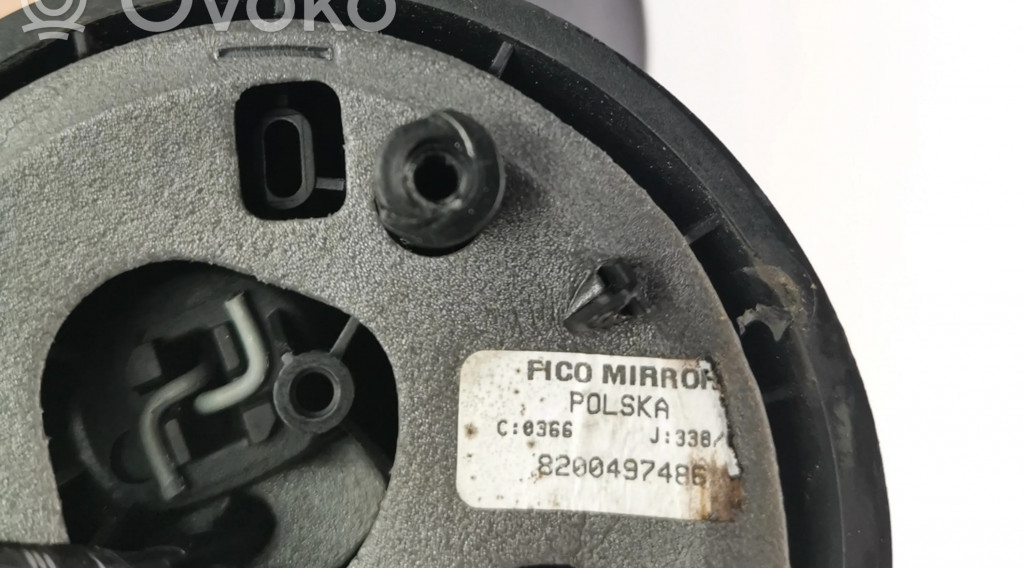 Ovoko
FICO MIRROR
POLSKA
C:0366 J:338/
8200497486